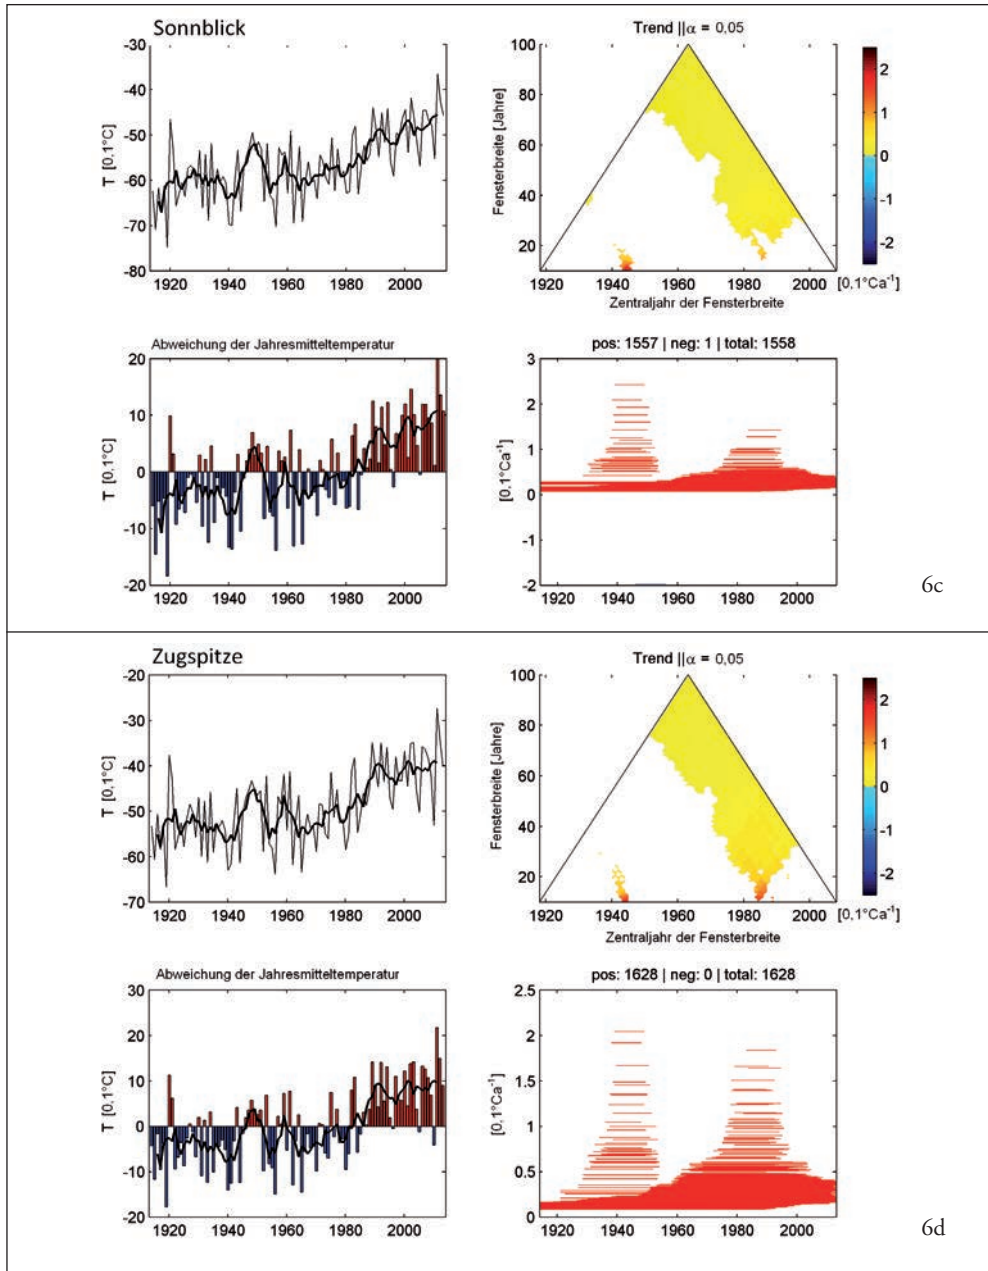 Sonnblick
-30
-40
-50
-60
-70
-80
T [0,1°C]
1920 1940 1960 1980 2000
Trend ||α = 0,05
100
80
60
40
20
Fensterbreite [Jahre]
1920 1940 1960 1980 2000
Zentraljahr der Fensterbreite
2
1
0
-1
-2
[0,1°Ca⁻¹]
Abweichung der Jahresmitteltemperatur
20
10
0
-10
-20
T [0,1°C]
1920 1940 1960 1980 2000
pos: 1557 | neg: 1 | total: 1558
3
2
1
0
-1
-2
[0,1°Ca⁻¹]
1920 1940 1960 1980 2000
6c
Zugspitze
-20
-30
-40
-50
-60
-70
T [0,1°C]
1920 1940 1960 1980 2000
Trend ||α = 0,05
100
80
60
40
20
Fensterbreite [Jahre]
1920 1940 1960 1980 2000
Zentraljahr der Fensterbreite
2
1
0
-1
-2
[0,1°Ca⁻¹]
Abweichung der Jahresmitteltemperatur
30
20
10
0
-10
-20
T [0,1°C]
1920 1940 1960 1980 2000
pos: 1628 | neg: 0 | total: 1628
2.5
2
1.5
1
0.5
0
[0,1°Ca⁻¹]
1920 1940 1960 1980 2000
6d